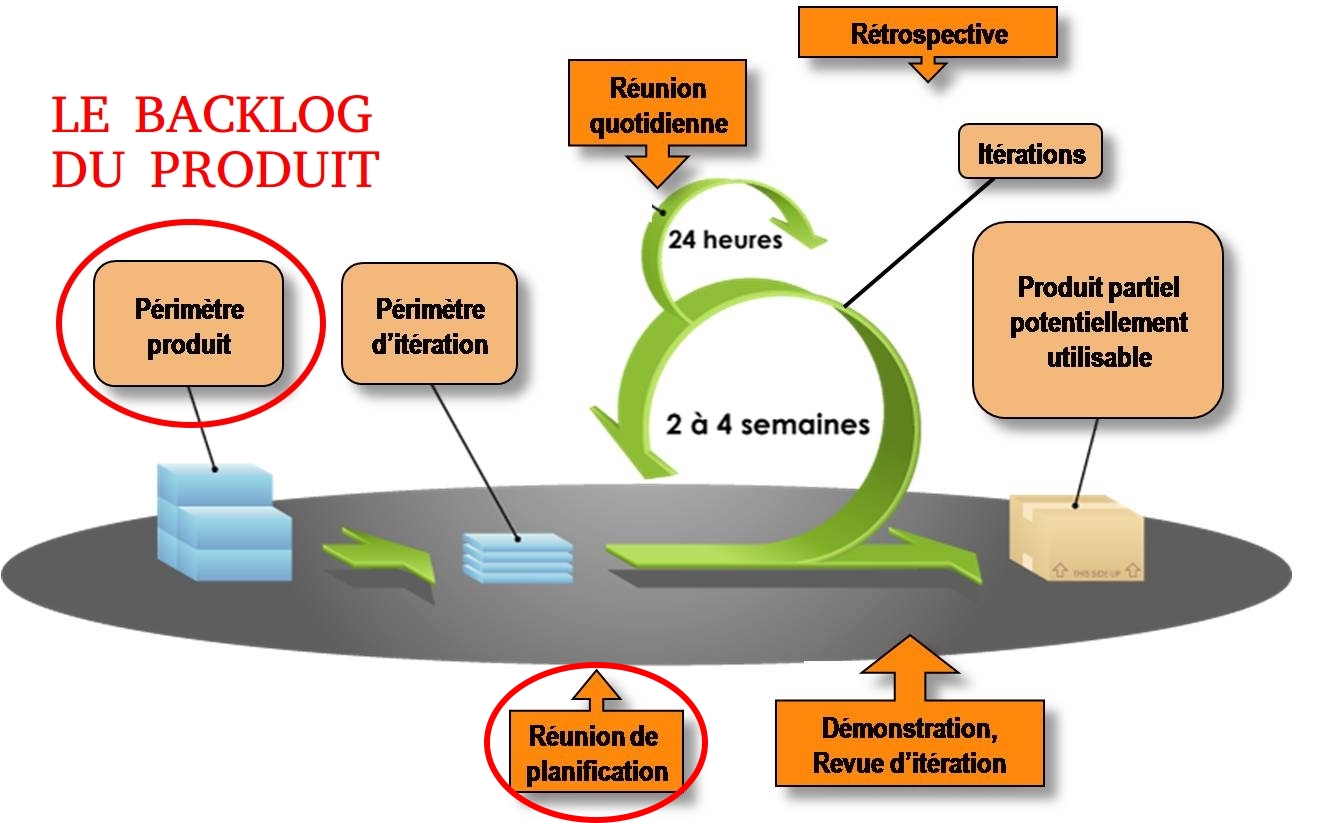 Rétrospective
Réunion
quotidienne
LE BACKLOG
DU PRODUIT
Itérations
24 heures
Périmètre
produit
Périmètre
d'itération
Produit partiel
potentiellement
utilisable
2 à 4 semaines
THIS SIDE UP
Réunion de
planification
Démonstration,
Revue d'itération